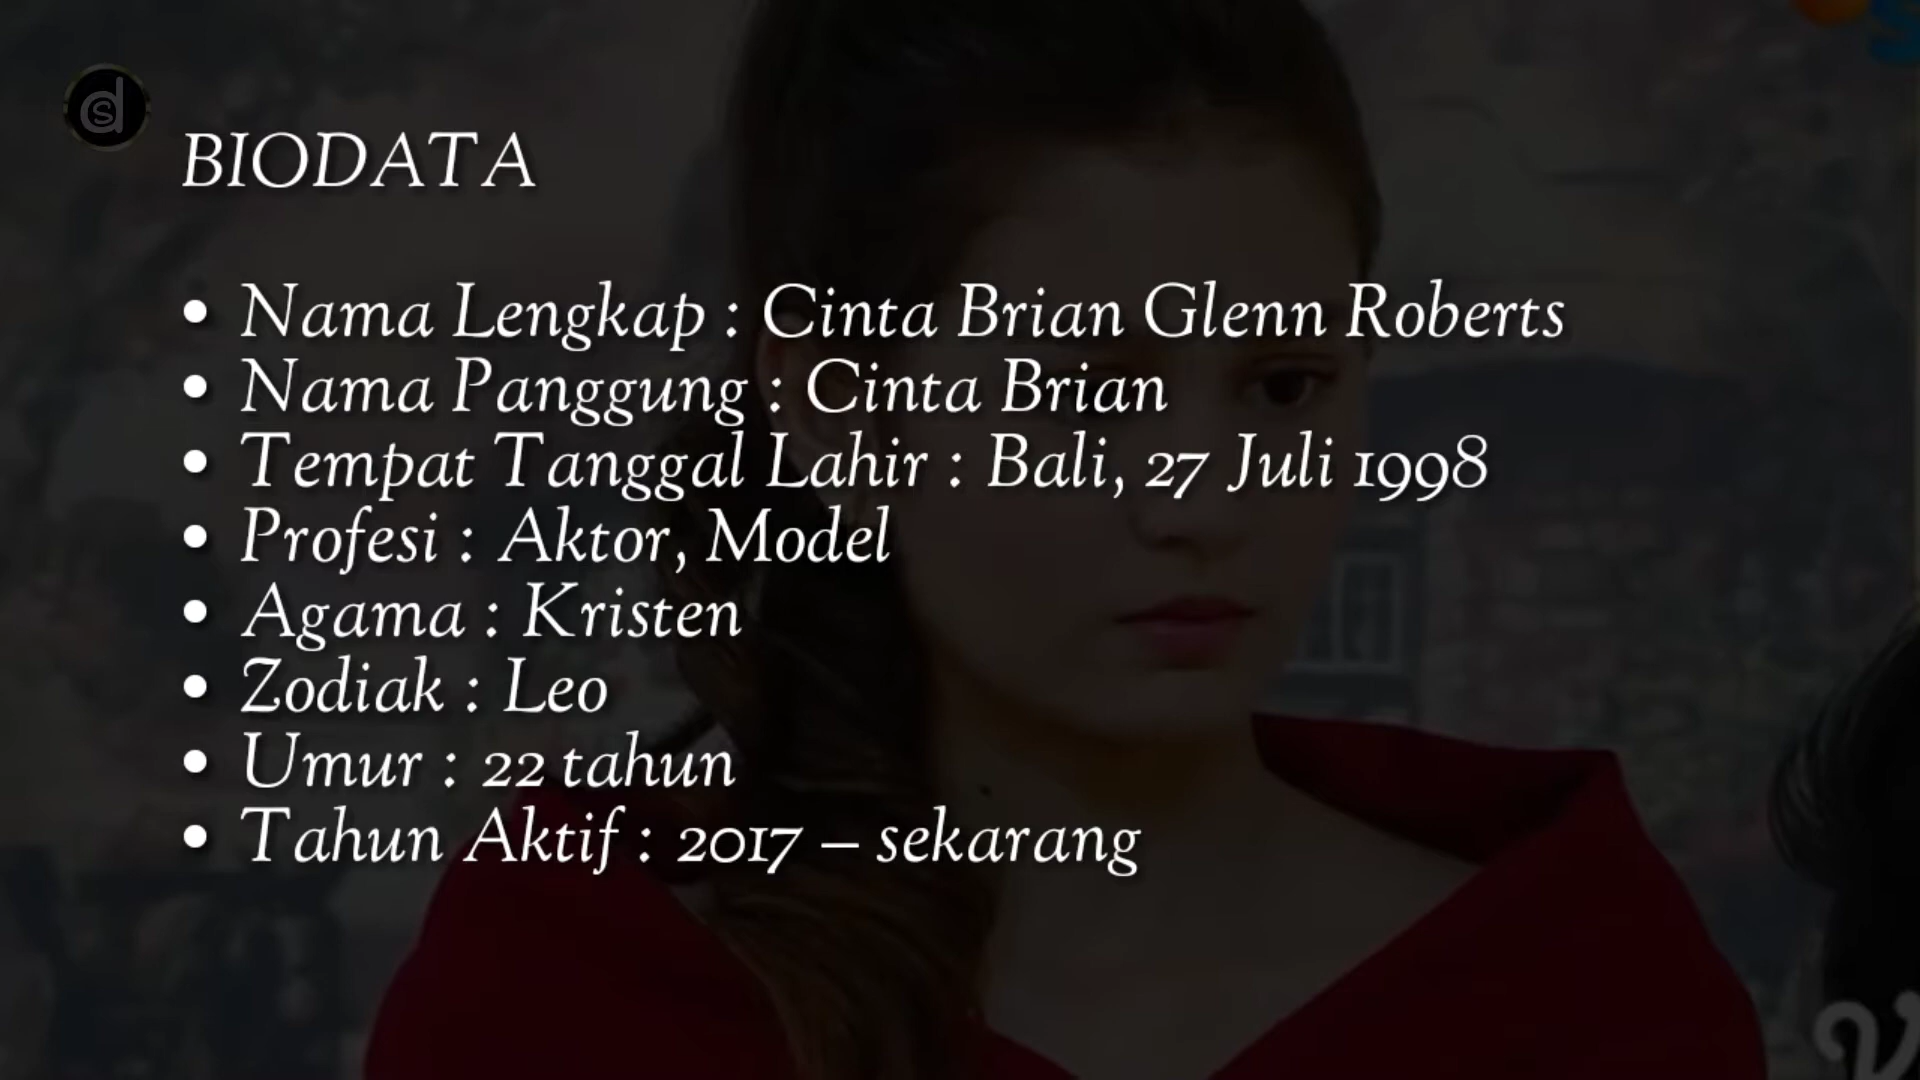 BIODATA
• Nama Lengkap : Cinta Brian Glenn Roberts
• Nama Panggung : Cinta Brian
• Tempat Tanggal Lahir : Bali, 27 Juli 1998
• Profesi : Aktor, Model
• Agama : Kristen
• Zodiak : Leo
• Umur : 22 tahun
• Tahun Aktif : 2017 – sekarang